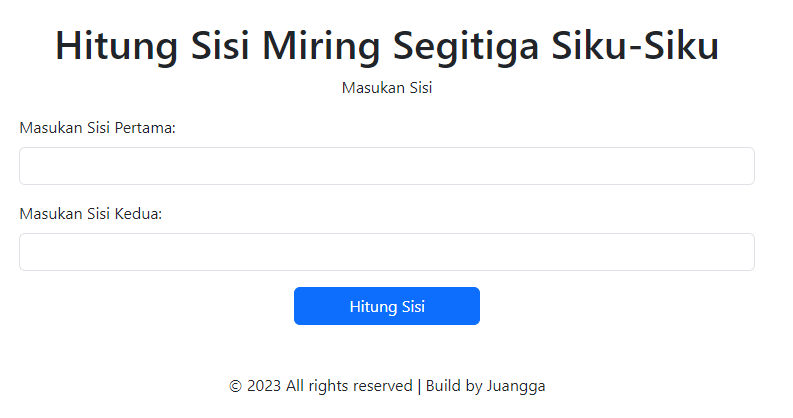 Hitung Sisi Miring Segitiga Siku-Siku
Masukan Sisi
Masukan Sisi Pertama:
Masukan Sisi Kedua:
Hitung Sisi
© 2023 All rights reserved | Build by Juangga